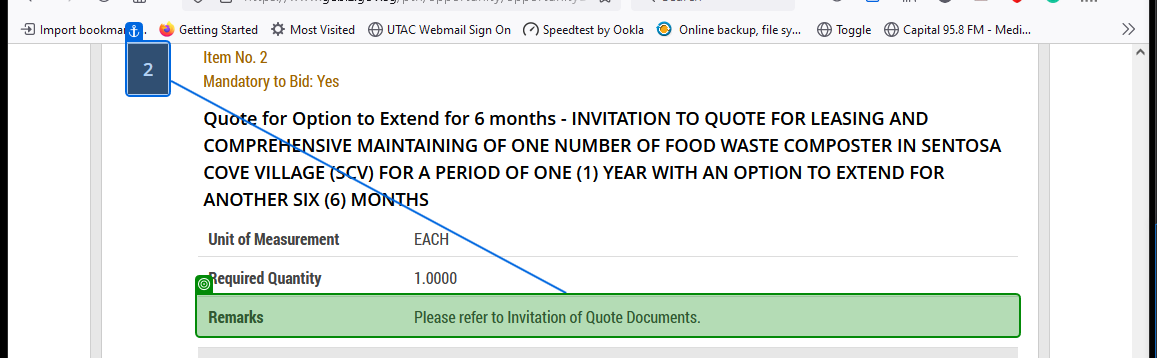 Import bookmar
Getting Started
Most Visited
UTAC Webmail Sign On
Speedtest by Ookla
Online backup, file sy...
Toggle
Capital 95.8 FM - Medi...
2
Item No. 2
Mandatory to Bid: Yes
Quote for Option to Extend for 6 months - INVITATION TO QUOTE FOR LEASING AND
COMPREHENSIVE MAINTAINING OF ONE NUMBER OF FOOD WASTE COMPOSTER IN SENTOSA
COVE VILLAGE (SCV) FOR A PERIOD OF ONE (1) YEAR WITH AN OPTION TO EXTEND FOR
ANOTHER SIX (6) MONTHS
Unit of Measurement EACH
Required Quantity 1.0000
Remarks Please refer to Invitation of Quote Documents.